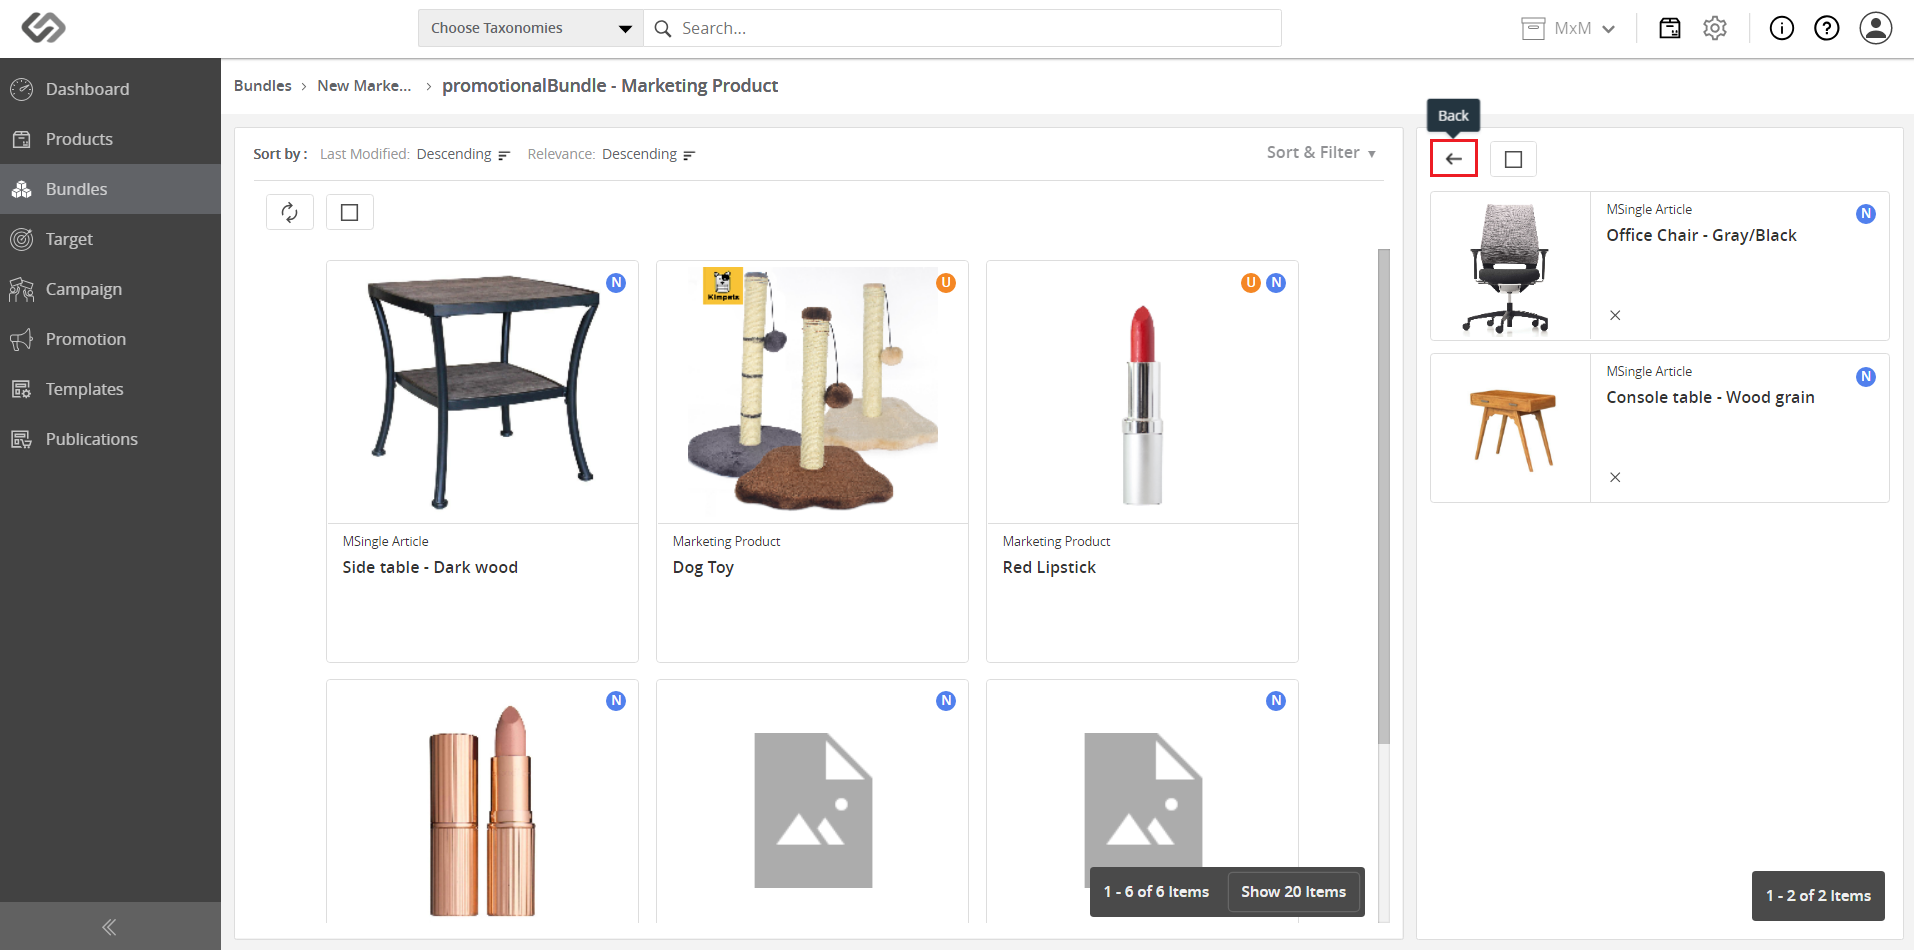 Choose Taxonomies
Search...
MxM
Dashboard
Products
Bundles
Target
Campaign
Promotion
Templates
Publications
Bundles > New Marke... > promotionalBundle - Marketing Product
Sort by : Last Modified: Descending Relevance: Descending
Sort & Filter
Back
N
Kimpets
U
U N
MSingle Article
Side table - Dark wood
Marketing Product
Dog Toy
Marketing Product
Red Lipstick
N
N
N
1 - 6 of 6 Items
Show 20 Items
MSingle Article
N
Office Chair - Gray/Black
MSingle Article
N
Console table - Wood grain
1 - 2 of 2 Items